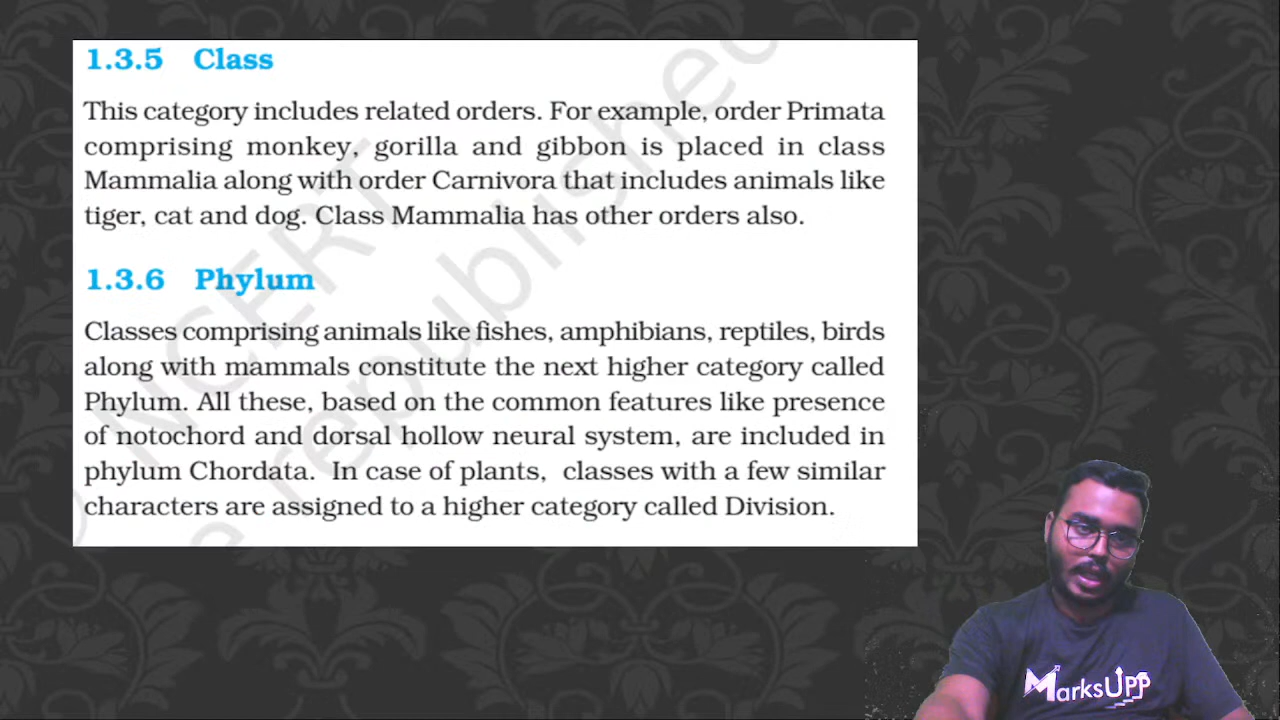 1.3.5 Class
This category includes related orders. For example, order Primata
comprising monkey, gorilla and gibbon is placed in class
Mammalia along with order Carnivora that includes animals like
tiger, cat and dog. Class Mammalia has other orders also.
1.3.6 Phylum
Classes comprising animals like fishes, amphibians, reptiles, birds
along with mammals constitute the next higher category called
Phylum. All these, based on the common features like presence
of notochord and dorsal hollow neural system, are included in
phylum Chordata. In case of plants, classes with a few similar
characters are assigned to a higher category called Division.
NCERT
republished
MarksUPP